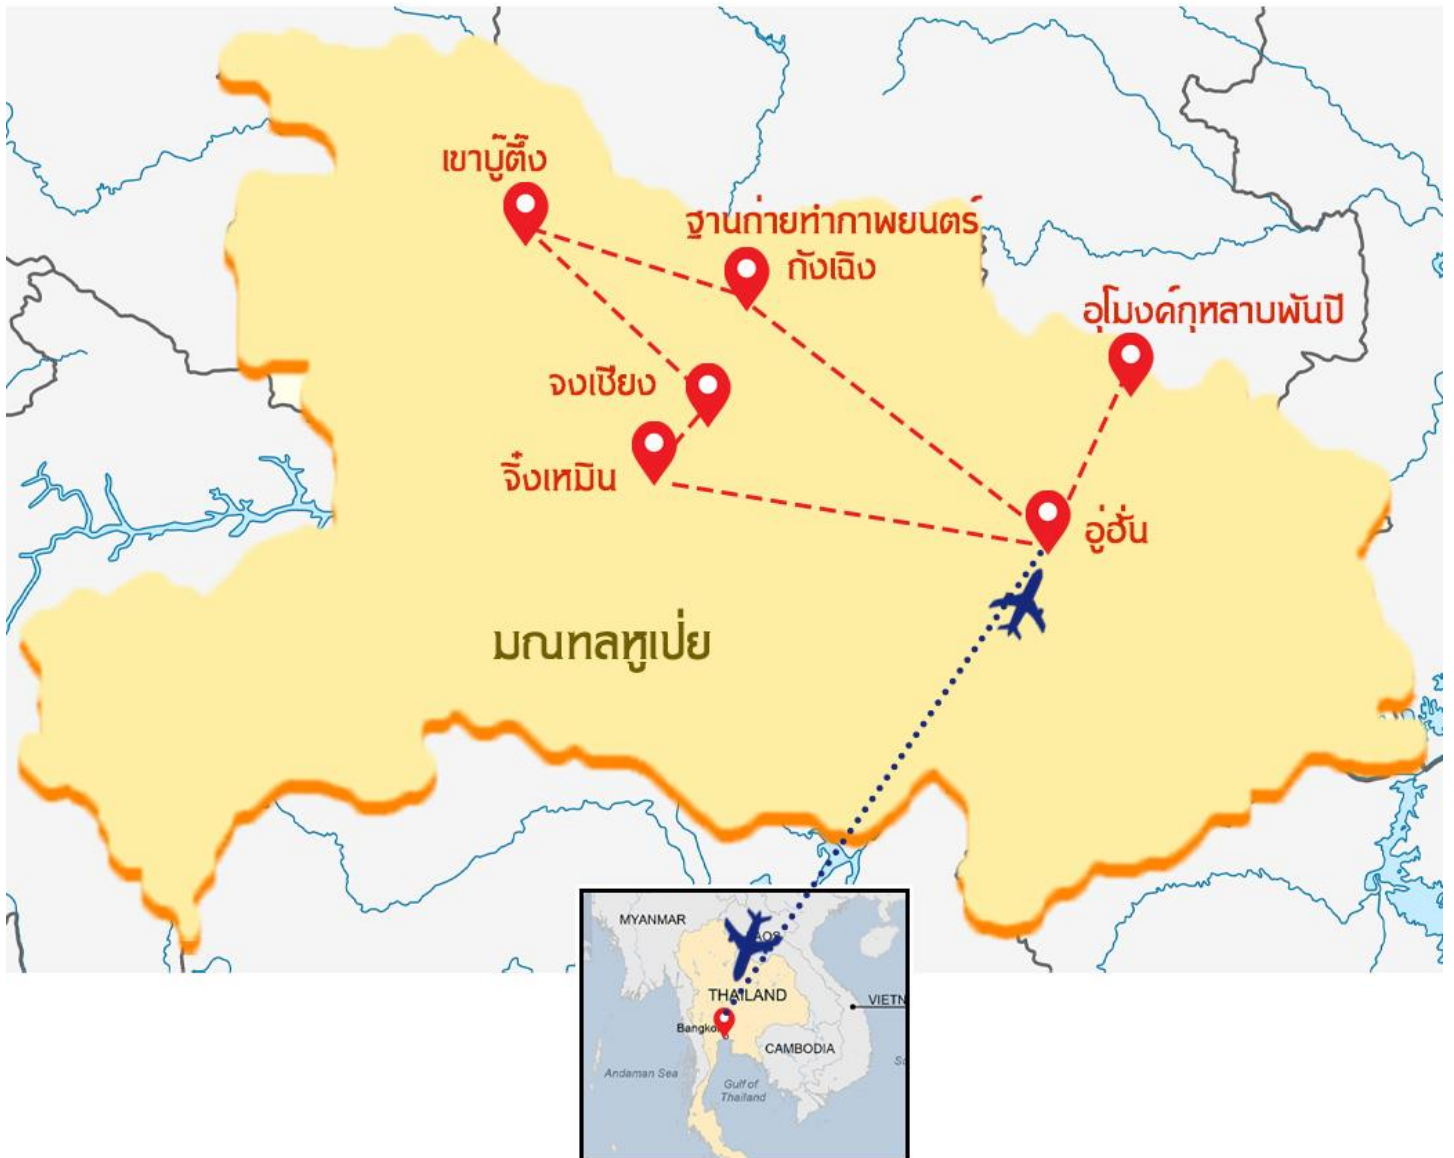 เขาบู๊ตึ๊ง
ฐานถ่ายทำภาพยนตร์
ถังเฉิง
อุโมงค์กุหลาบพันปี
จงเซียง
จิ๋งเหมิน
อู่ฮั่น
มณฑลหูเป่ย
MYANMAR
THAILAND
VIETN
CAMBODIA
Andaman Sea
Gulf of
Thailand